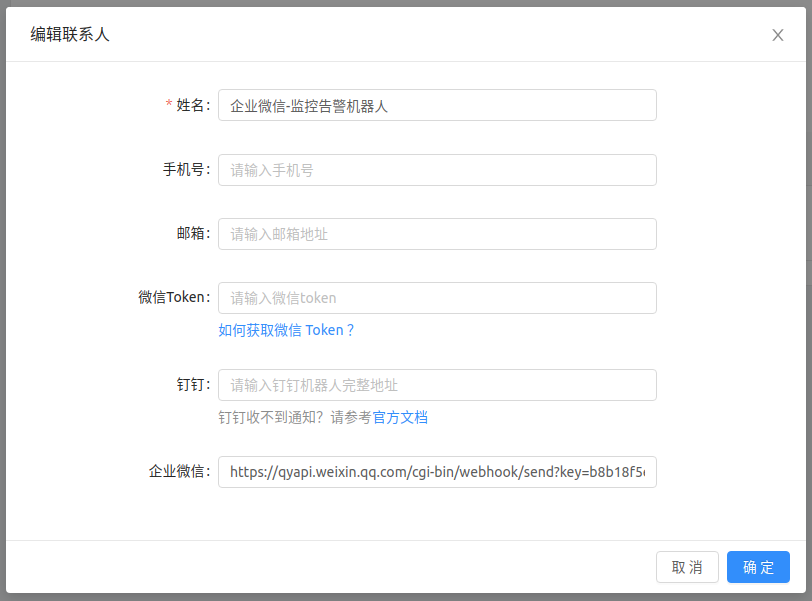 编辑联系人
* 姓名：
企业微信-监控告警机器人
手机号：
请输入手机号
邮箱：
请输入邮箱地址
微信Token：
请输入微信token
如何获取微信 Token ？
钉钉：
请输入钉钉机器人完整地址
钉钉收不到通知？请参考官方文档
企业微信：
https://qyapi.weixin.qq.com/cgi-bin/webhook/send?key=b8b18f5
取 消
确 定